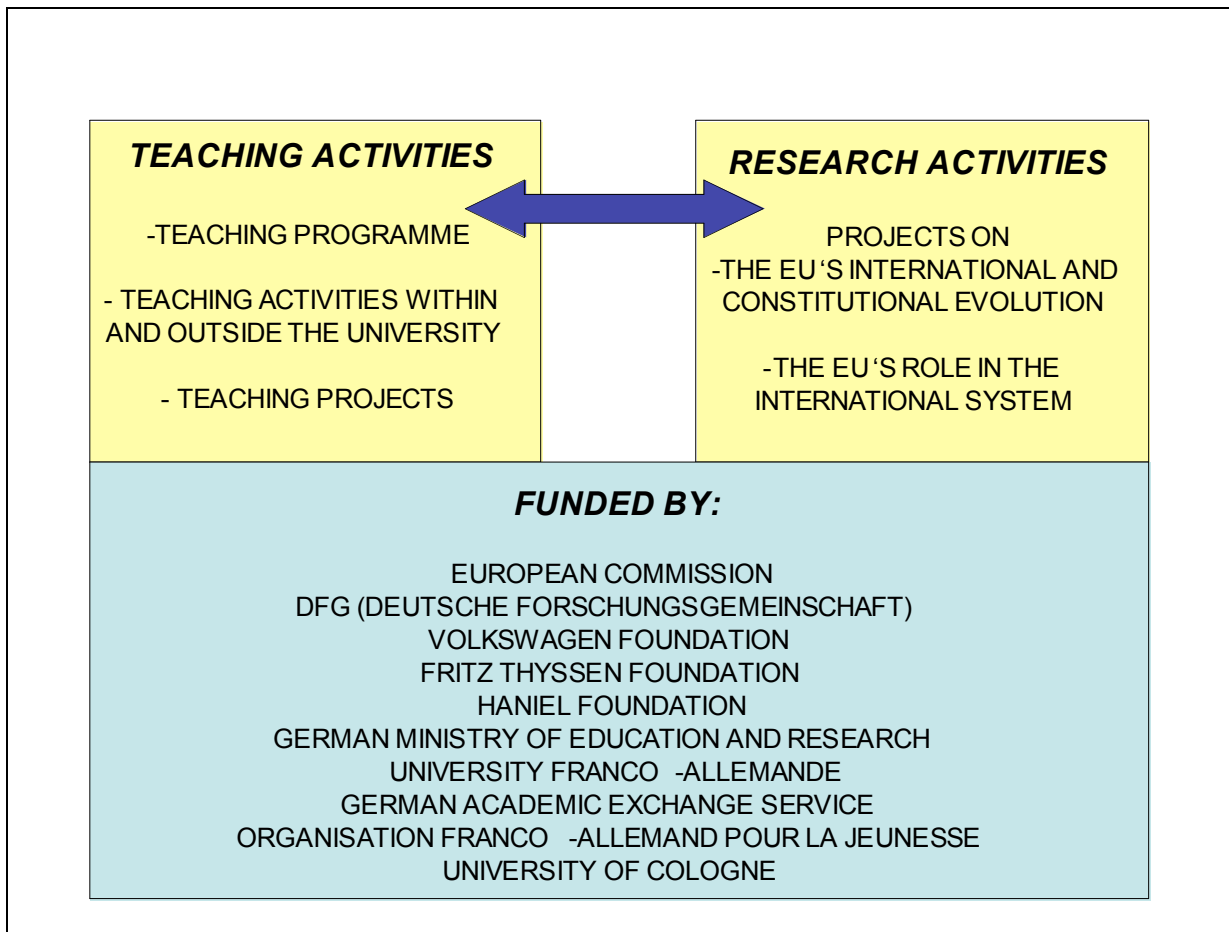 TEACHING ACTIVITIES
-TEACHING PROGRAMME
- TEACHING ACTIVITIES WITHIN
AND OUTSIDE THE UNIVERSITY
- TEACHING PROJECTS
RESEARCH ACTIVITIES
PROJECTS ON
-THE EU‘S INTERNATIONAL AND
CONSTITUTIONAL EVOLUTION
-THE EU‘S ROLE IN THE
INTERNATIONAL SYSTEM
FUNDED BY:
EUROPEAN COMMISSION
DFG (DEUTSCHE FORSCHUNGSGEMEINSCHAFT)
VOLKSWAGEN FOUNDATION
FRITZ THYSSEN FOUNDATION
HANIEL FOUNDATION
GERMAN MINISTRY OF EDUCATION AND RESEARCH
UNIVERSITY FRANCO -ALLEMANDE
GERMAN ACADEMIC EXCHANGE SERVICE
ORGANISATION FRANCO -ALLEMAND POUR LA JEUNESSE
UNIVERSITY OF COLOGNE